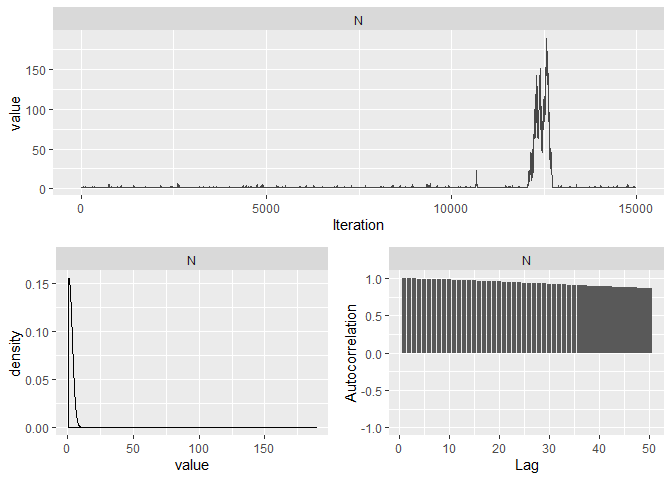 N
value
150
100
50
0
0 5000 10000 15000
Iteration
N
density
0.15
0.10
0.05
0.00
0 50 100 150
value
N
Autocorrelation
1.0
0.5
0.0
-0.5
-1.0
0 10 20 30 40 50
Lag